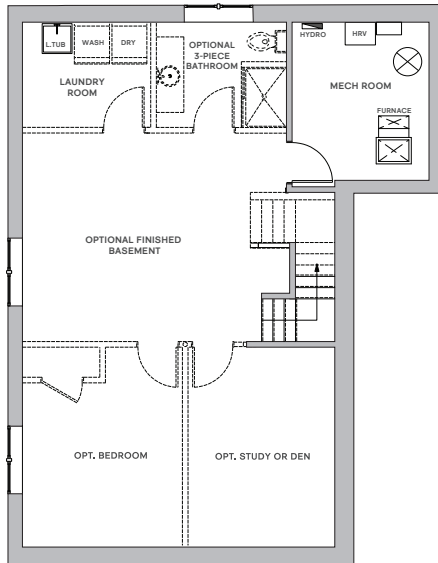 L.TUB
WASH
DRY
LAUNDRY
ROOM
OPTIONAL
3-PIECE
BATHROOM
HYDRO
HRV
MECH ROOM
FURNACE
OPTIONAL FINISHED
BASEMENT
OPT. BEDROOM
OPT. STUDY OR DEN